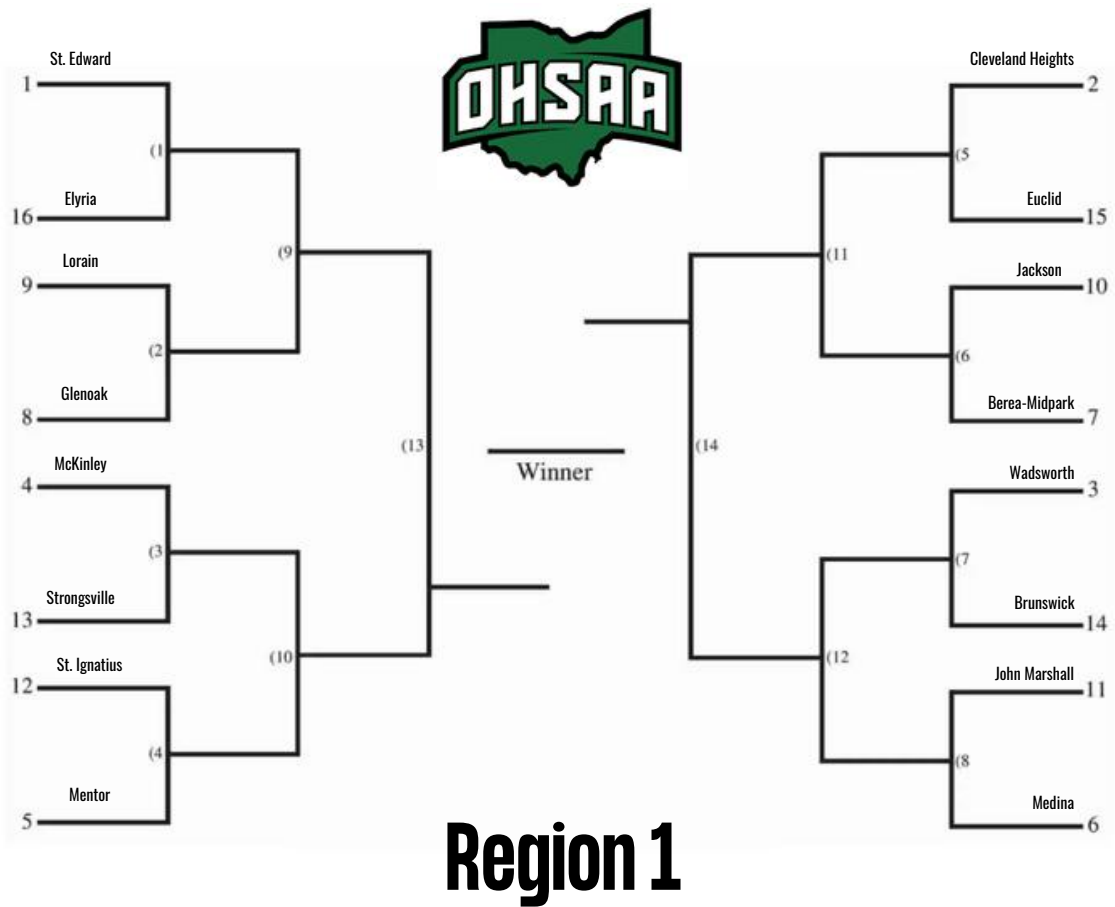 OHSAA
St. Edward
1
(1
Elyria
16
Lorain
9
(9
(2
Glenoak
8
McKinley
4
(13
(3
Strongsville
13
St. Ignatius
12
(10
(4
Mentor
5
Winner
Cleveland Heights
2
(5
Euclid
15
(11
Jackson
10
(6
Berea-Midpark
7
(14
Wadsworth
3
(7
Brunswick
14
(12
John Marshall
11
(8
Medina
6
Region 1